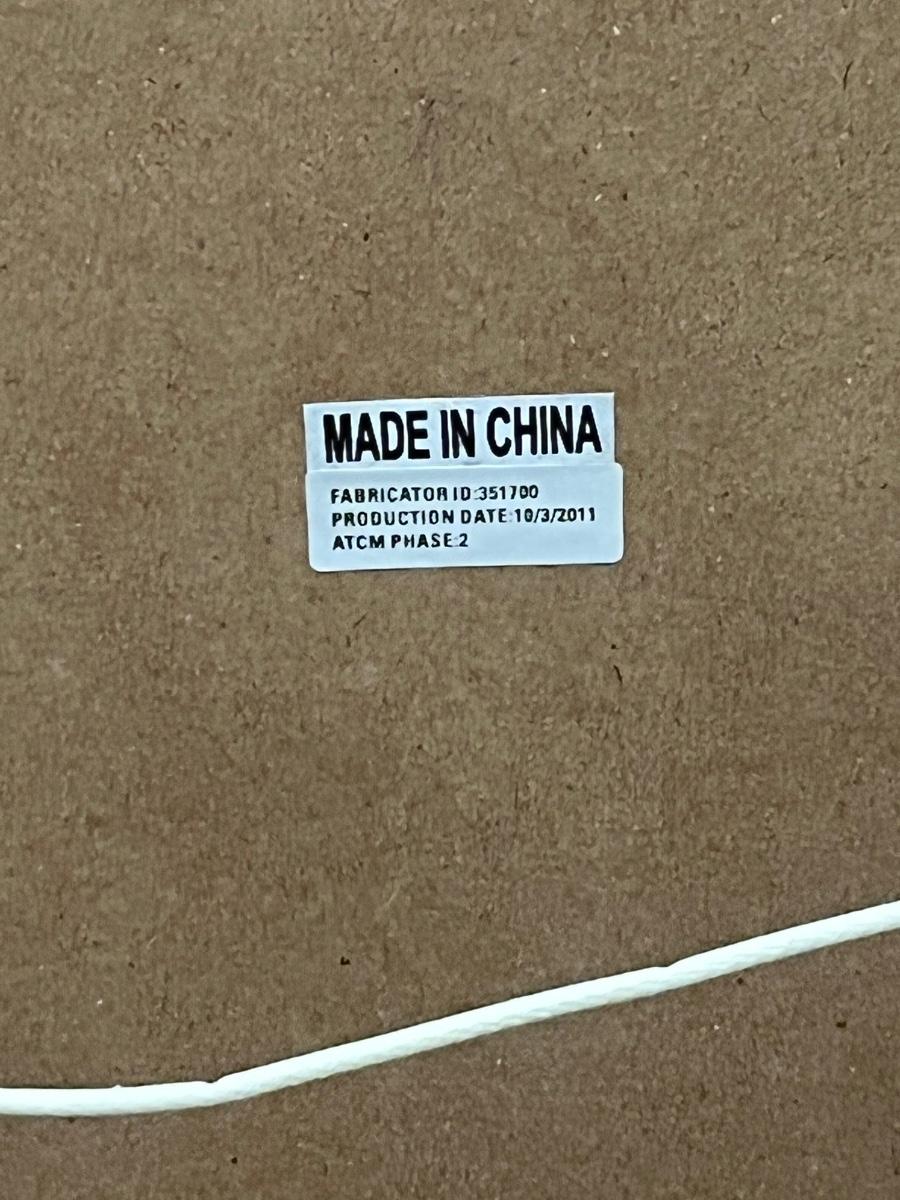 MADE IN CHINA
FABRICATOR ID:351700
PRODUCTION DATE:10/3/2011
ATCM PHASE:2